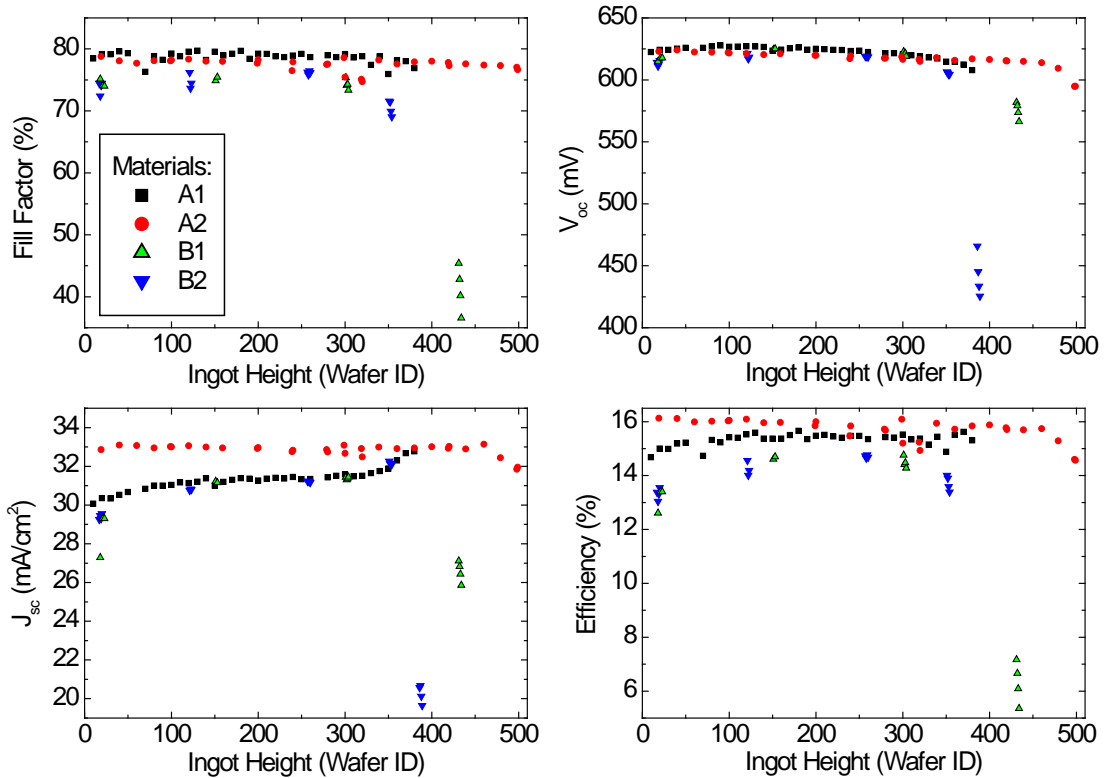 80
70
60
50
40
Fill Factor (%)
Materials:
A1
A2
B1
B2
0 100 200 300 400 500
Ingot Height (Wafer ID)
650
600
550
500
450
400
V_oc (mV)
0 100 200 300 400 500
Ingot Height (Wafer ID)
34
32
30
28
26
24
22
20
J_sc (mA/cm²)
0 100 200 300 400 500
Ingot Height (Wafer ID)
16
14
12
10
8
6
Efficiency (%)
0 100 200 300 400 500
Ingot Height (Wafer ID)